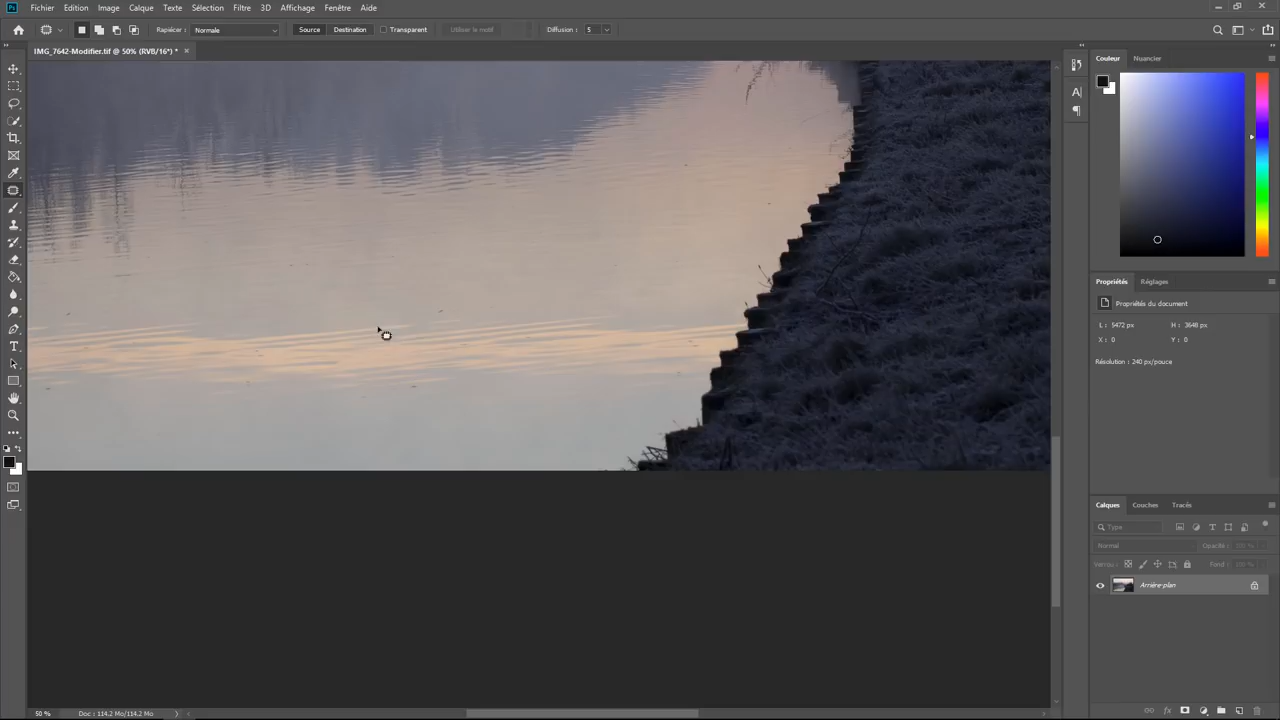 Ps Fichier Edition Image Calque Texte Sélection Filtre 3D Affichage Fenêtre Aide
Rapiécer : Normale Source Destination Transparent Utiliser le motif Diffusion : 5
IMG_7642-Modifier.tif @ 50% (RVB/16*) *
Couleur Nuancier
Propriétés Réglages
Propriétés du document
L : 5472 px H : 3648 px
X : 0 Y : 0
Résolution : 240 px/pouce
Calques Couches Tracés
Type
Normal Opacité : 100 %
Verrou : Fond : 100 %
Arrière-plan
50 % Doc : 114.2 Mo/114.2 Mo